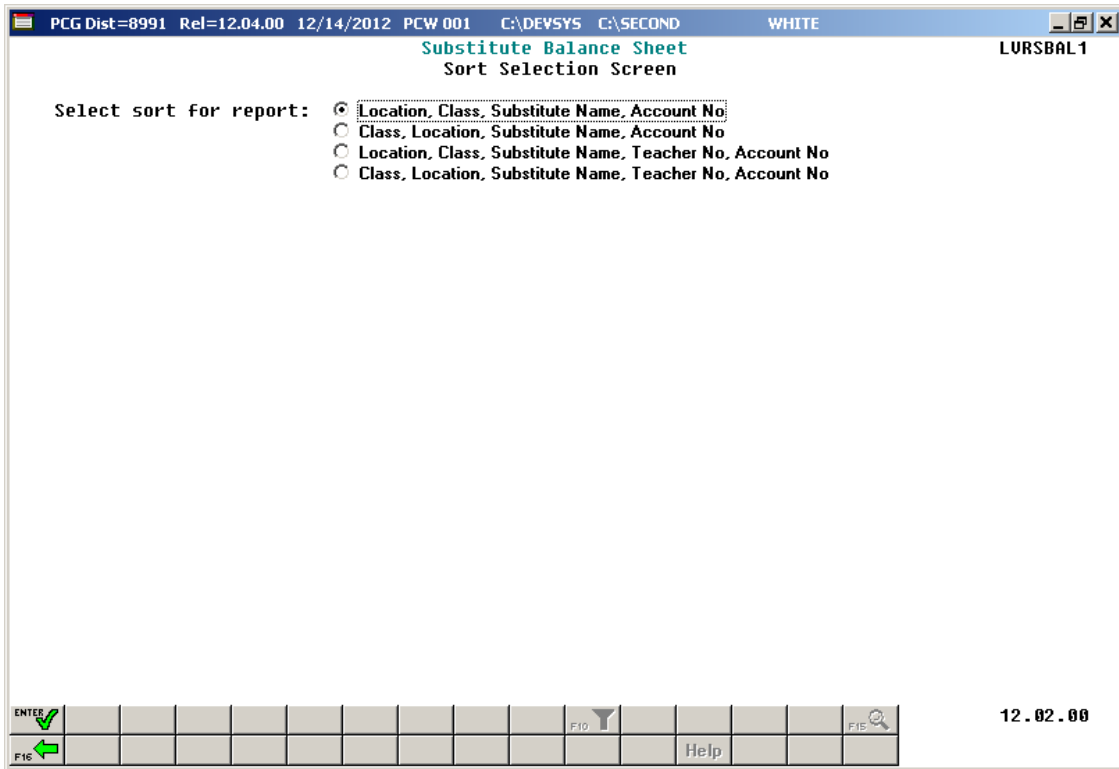 PCG Dist=8991 Rel=12.04.00 12/14/2012 PCW 001 C:\DEVSYS C:\SECOND WHITE
Substitute Balance Sheet LVRSBAL1
Sort Selection Screen
Select sort for report: Location, Class, Substitute Name, Account No
Class, Location, Substitute Name, Account No
Location, Class, Substitute Name, Teacher No, Account No
Class, Location, Substitute Name, Teacher No, Account No
ENTER F10 F15 12.02.00
F16 Help